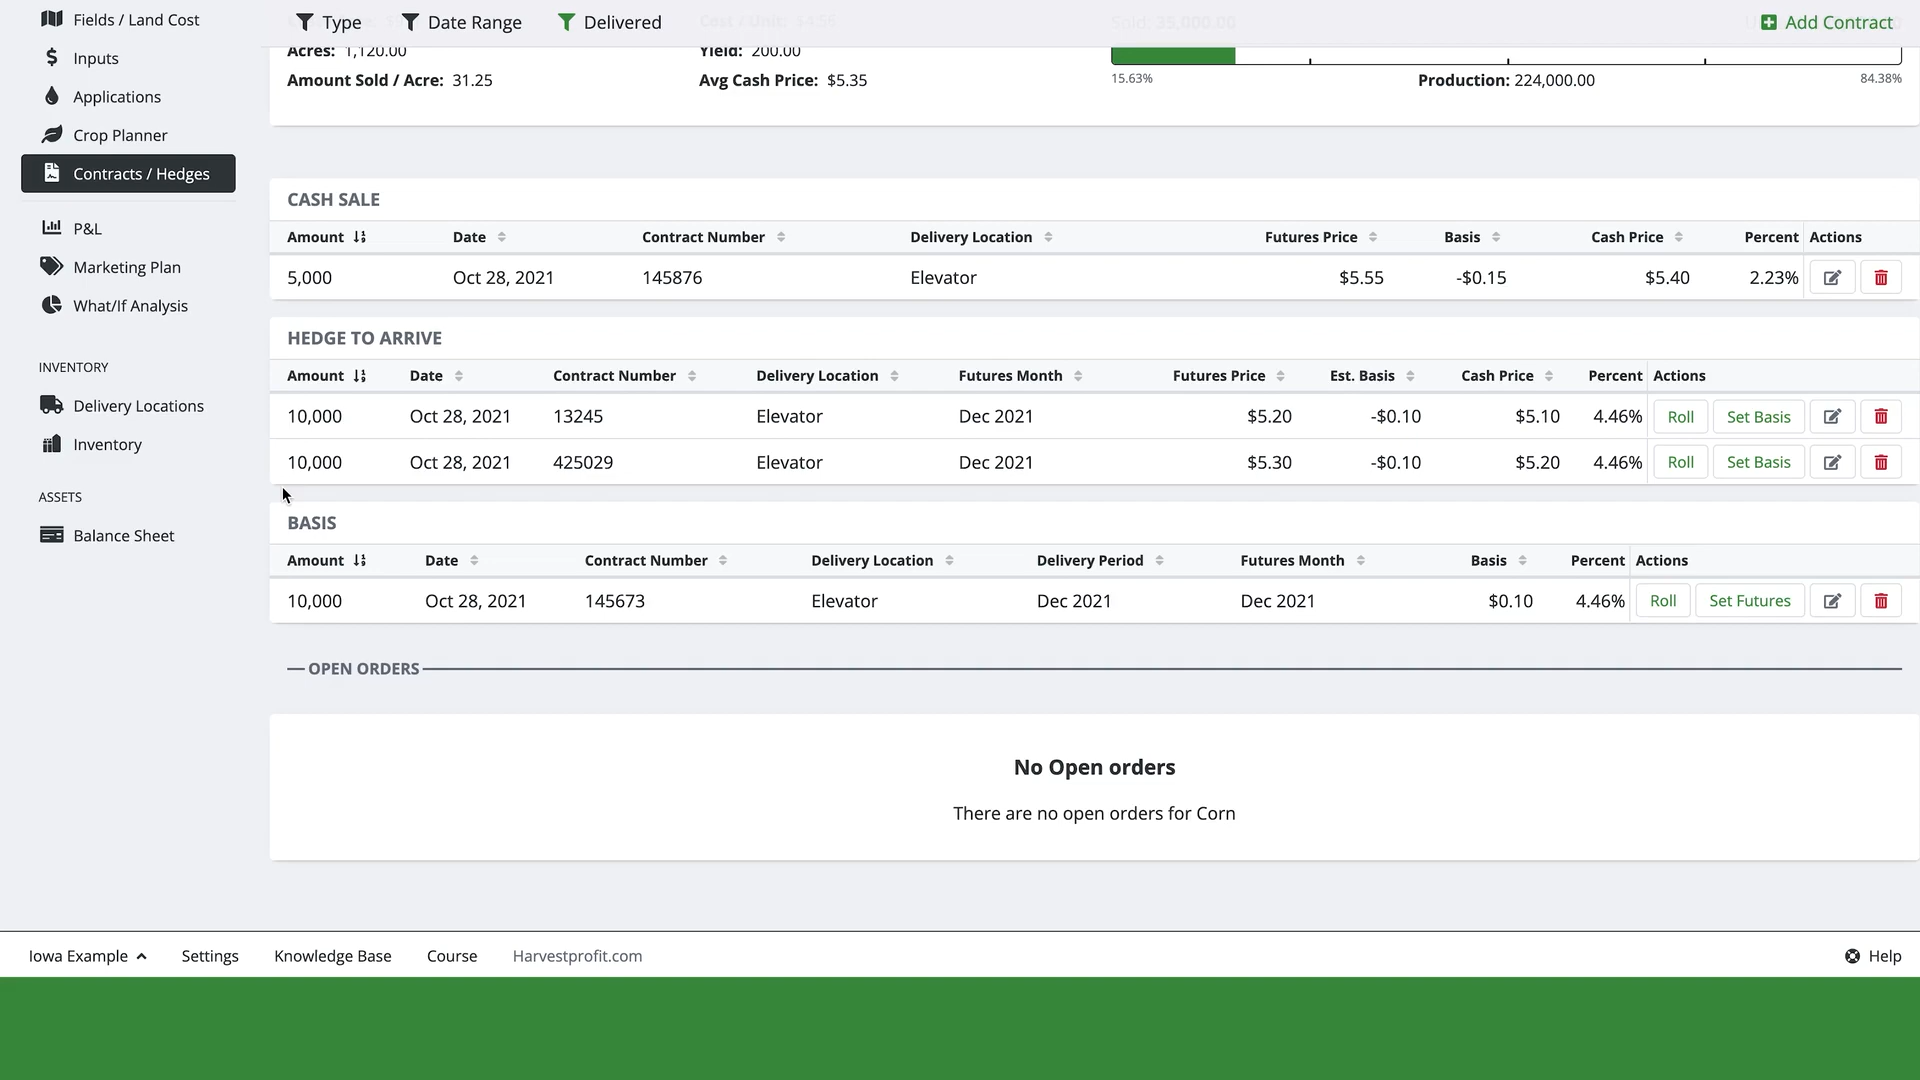 Fields / Land Cost
Inputs
Applications
Crop Planner
Contracts / Hedges
P&L
Marketing Plan
What/If Analysis
INVENTORY
Delivery Locations
Inventory
ASSETS
Balance Sheet
Type Date Range Delivered Add Contract
Cost / Unit: $4.56 Sold: 35,000.00
Acres: 1,120.00 Yield: 200.00
Amount Sold / Acre: 31.25 Avg Cash Price: $5.35 15.63% Production: 224,000.00 84.38%
CASH SALE
Amount Date Contract Number Delivery Location Futures Price Basis Cash Price Percent Actions
5,000 Oct 28, 2021 145876 Elevator $5.55 -$0.15 $5.40 2.23%
HEDGE TO ARRIVE
Amount Date Contract Number Delivery Location Futures Month Futures Price Est. Basis Cash Price Percent Actions
10,000 Oct 28, 2021 13245 Elevator Dec 2021 $5.20 -$0.10 $5.10 4.46% Roll Set Basis
10,000 Oct 28, 2021 425029 Elevator Dec 2021 $5.30 -$0.10 $5.20 4.46% Roll Set Basis
BASIS
Amount Date Contract Number Delivery Location Delivery Period Futures Month Basis Percent Actions
10,000 Oct 28, 2021 145673 Elevator Dec 2021 Dec 2021 $0.10 4.46% Roll Set Futures
OPEN ORDERS
No Open orders
There are no open orders for Corn
Iowa Example Settings Knowledge Base Course Harvestprofit.com Help